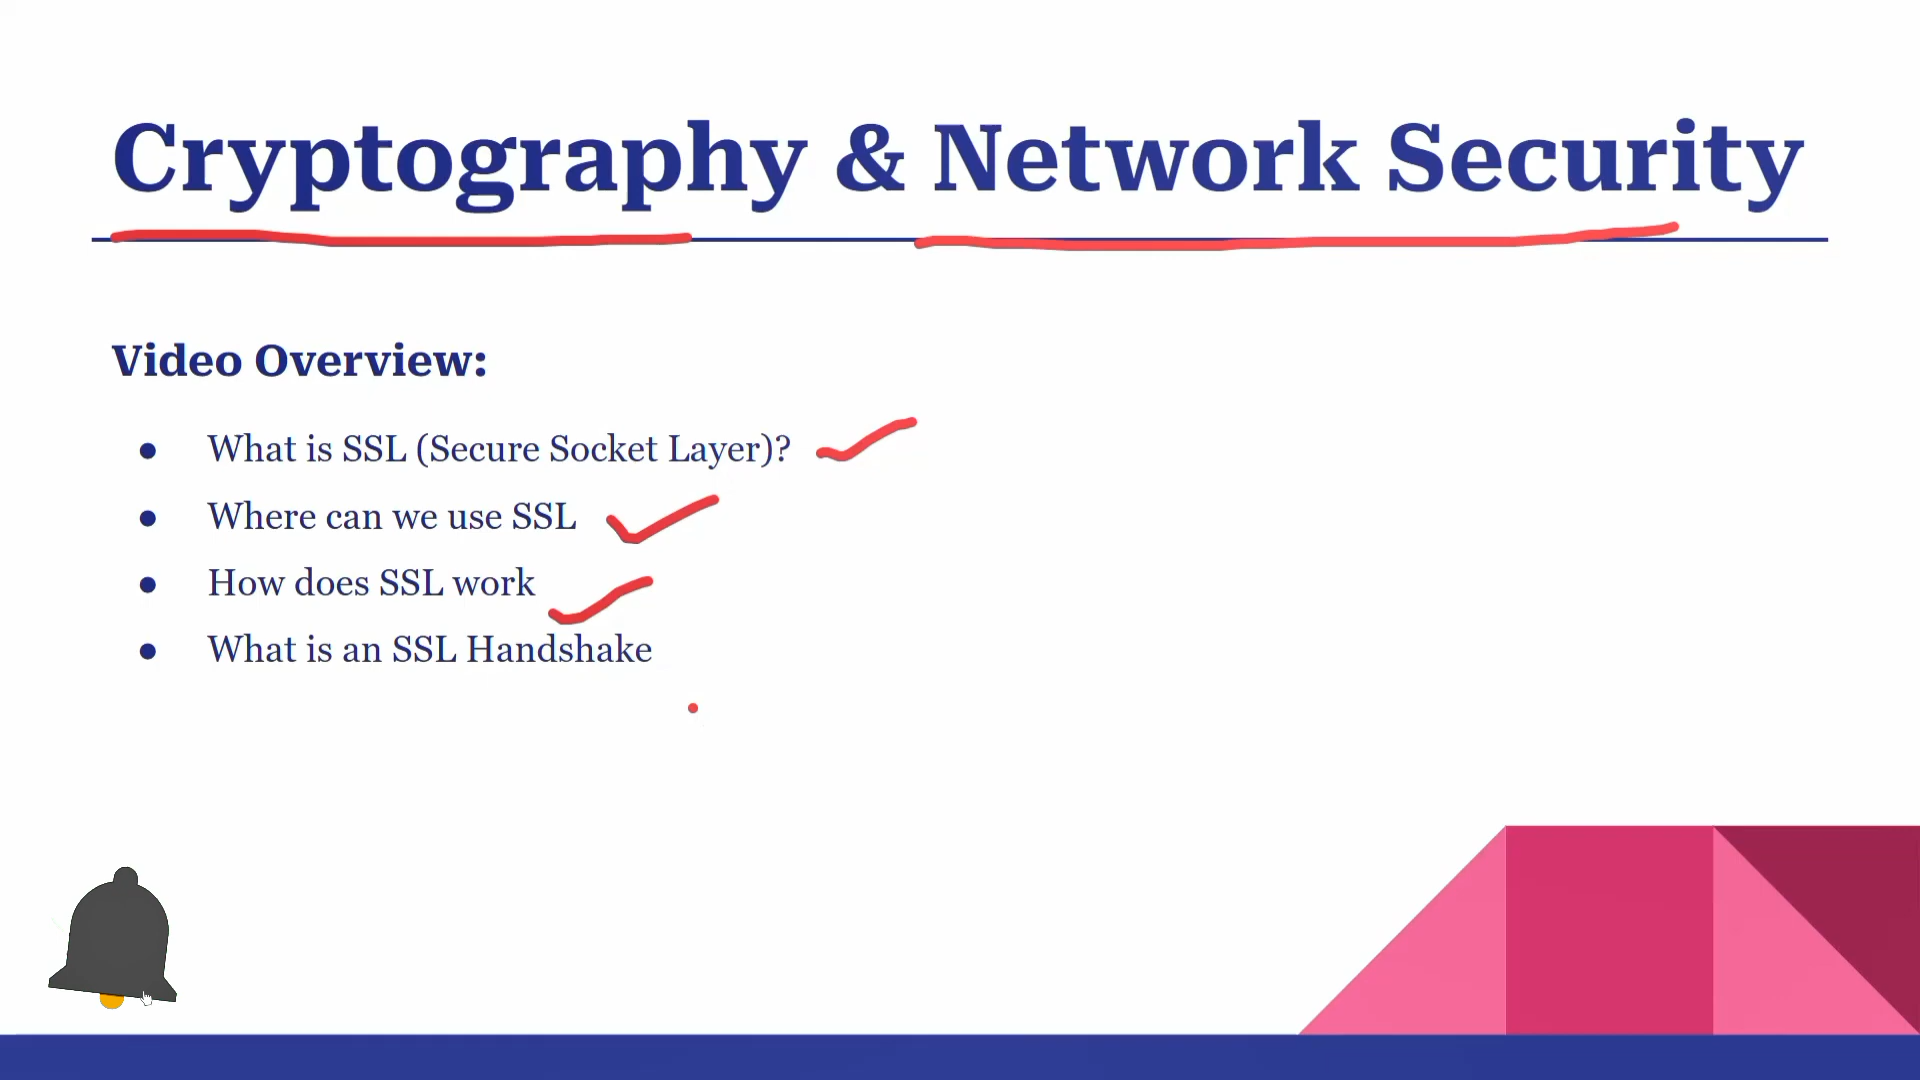 Cryptography & Network Security
Video Overview:
● What is SSL (Secure Socket Layer)?
● Where can we use SSL
● How does SSL work
● What is an SSL Handshake